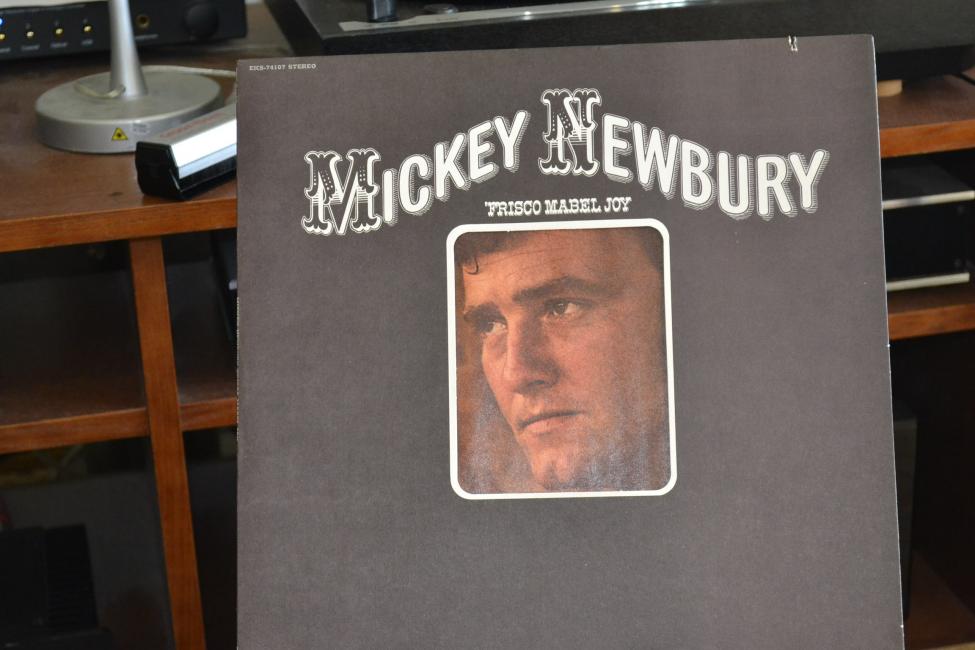 EKS-74107 STEREO
MICKEY NEWBURY
'FRISCO MABEL JOY